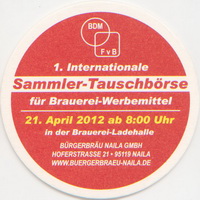 BDM
FvB
1. Internationale
Sammler-Tauschbörse
für Brauerei-Werbemittel
21. April 2012 ab 8:00 Uhr
in der Brauerei-Ladehalle
BÜRGERBRÄU NAILA GMBH
HOFERSTRASSE 21 • 95119 NAILA
WWW.BUERGERBRAEU-NAILA.DE